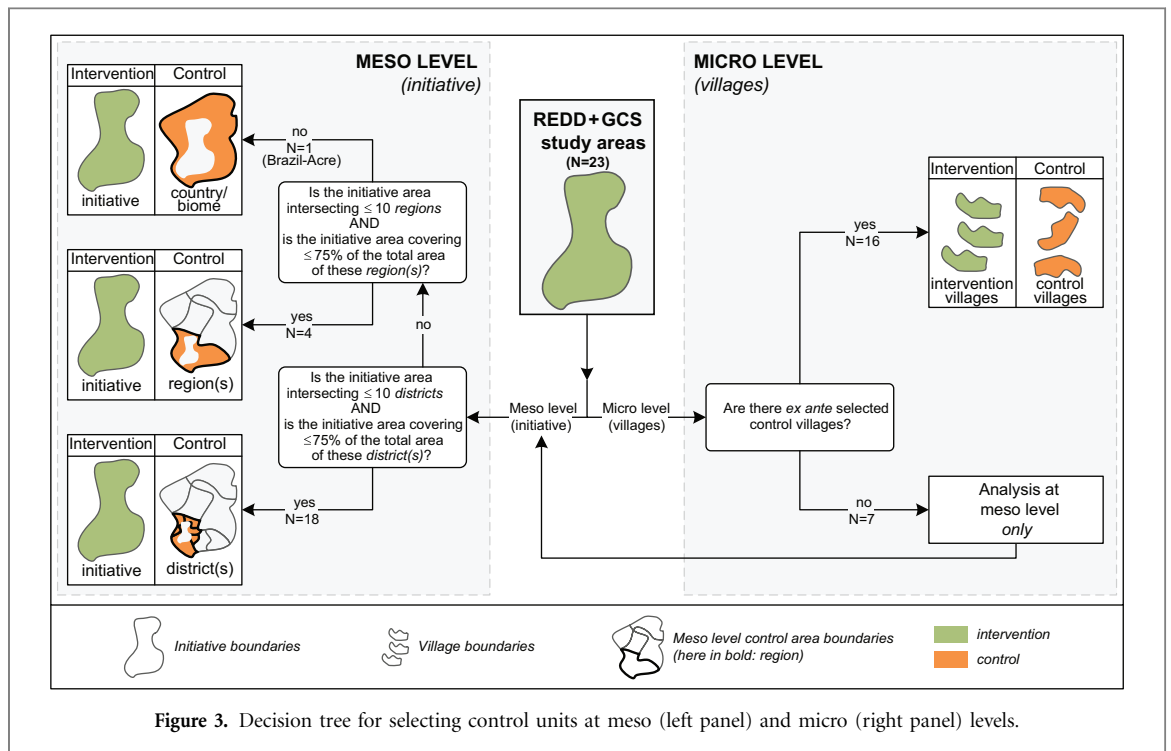 MESO LEVEL
(initiative)
Intervention Control
initiative
country/
biome
no
N=1
(Brazil-Acre)
Is the initiative area
intersecting ≤ 10 regions
AND
is the initiative area covering
≤75% of the total area
of these region(s)?
Intervention Control
initiative
region(s)
yes
N=4
no
Is the initiative area
intersecting ≤ 10 districts
AND
is the initiative area covering
≤75% of the total area
of these district(s)?
Intervention Control
initiative
district(s)
yes
N=18
REDD+GCS
study areas
(N=23)
Meso level
(initiative)
Micro level
(villages)
MICRO LEVEL
(villages)
Are there ex ante selected
control villages?
yes
N=16
Intervention Control
intervention
villages
control
villages
no
N=7
Analysis at
meso level
only
Initiative boundaries
Village boundaries
Meso level control area boundaries
(here in bold: region)
intervention
control
Figure 3. Decision tree for selecting control units at meso (left panel) and micro (right panel) levels.